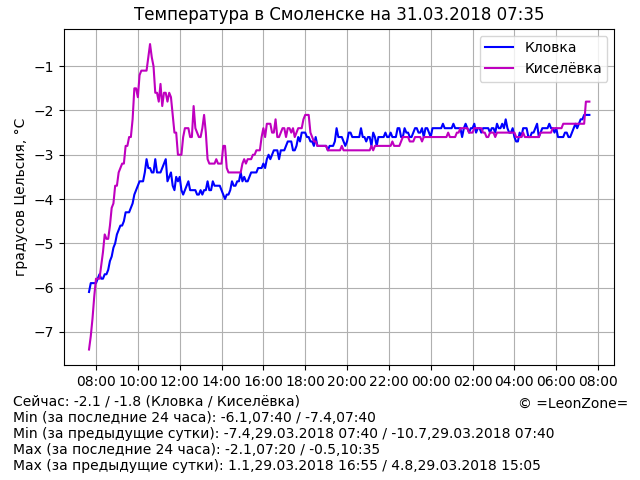 Температура в Смоленске на 31.03.2018 07:35
Кловка
Киселёвка
градусов Цельсия, °C
−1
−2
−3
−4
−5
−6
−7
08:00 10:00 12:00 14:00 16:00 18:00 20:00 22:00 00:00 02:00 04:00 06:00 08:00
Сейчас: -2.1 / -1.8 (Кловка / Киселёвка)
© =LeonZone=
Min (за последние 24 часа): -6.1,07:40 / -7.4,07:40
Min (за предыдущие сутки): -7.4,29.03.2018 07:40 / -10.7,29.03.2018 07:40
Max (за последние 24 часа): -2.1,07:20 / -0.5,10:35
Max (за предыдущие сутки): 1.1,29.03.2018 16:55 / 4.8,29.03.2018 15:05